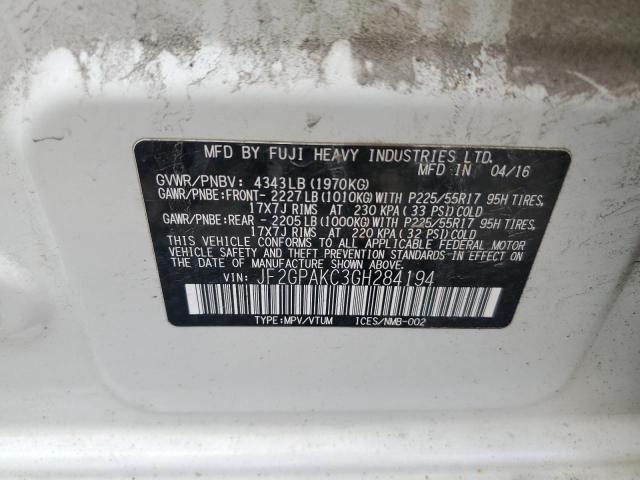 MFD BY FUJI HEAVY INDUSTRIES LTD.
MFD IN 04/16
GVWR/PNBV: 4343LB(1970KG)
GAWR/PNBE:FRONT- 2227LB(1010KG)WITH P225/55R17 95H TIRES,
17X7J RIMS AT 230 KPA(33 PSI)COLD
GAWR/PNBE:REAR - 2205LB(1000KG)WITH P225/55R17 95H TIRES,
17X7J RIMS AT 220 KPA(32 PSI)COLD
THIS VEHICLE CONFORMS TO ALL APPLICABLE FEDERAL MOTOR
VEHICLE SAFETY AND THEFT PREVENTION STANDARDS IN
EFFECT ON THE DATE OF MANUFACTURE SHOWN ABOVE.
VIN: JF2GPAKC3GH284194
TYPE:MPV/VTUM ICES/NMB-002